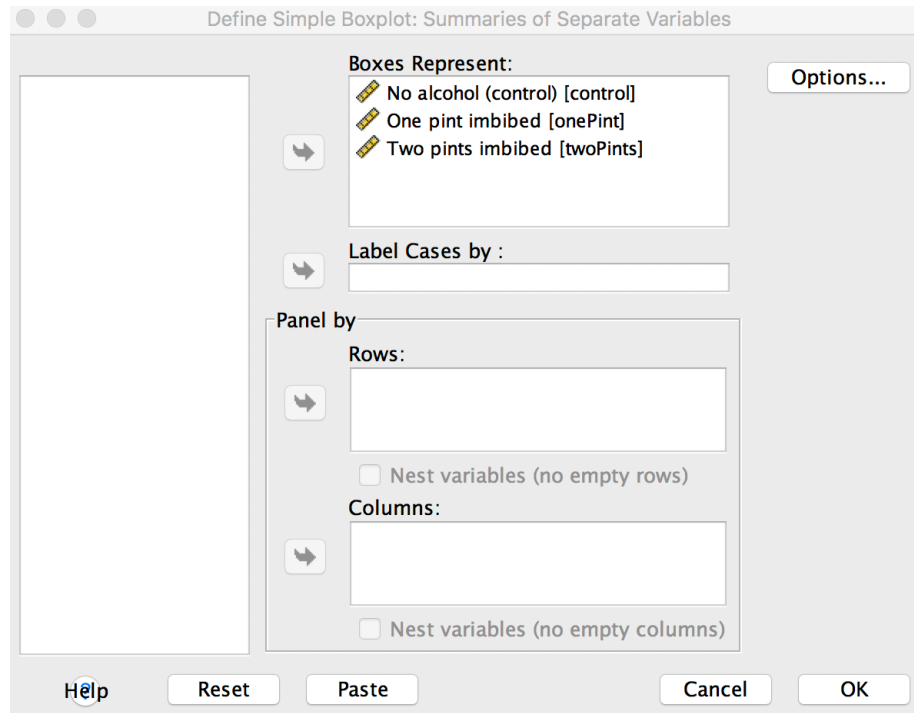 Define Simple Boxplot: Summaries of Separate Variables
Boxes Represent:
Options...
No alcohol (control) [control]
One pint imbibed [onePint]
Two pints imbibed [twoPints]
Label Cases by :
Panel by
Rows:
Nest variables (no empty rows)
Columns:
Nest variables (no empty columns)
Help
Reset
Paste
Cancel
OK